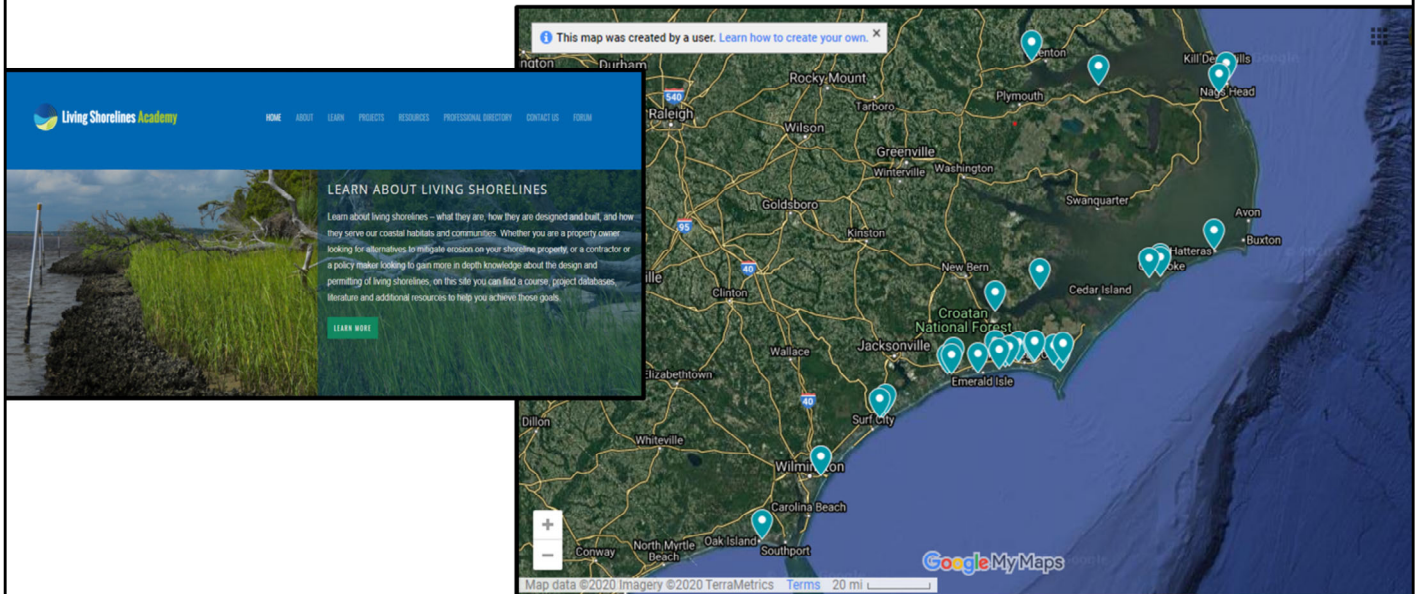 Living Shorelines Academy
HOME ABOUT LEARN PROJECTS RESOURCES PROFESSIONAL DIRECTORY CONTACT US FORUM
LEARN ABOUT LIVING SHORELINES
Learn about living shorelines – what they are, how they are designed and built, and how
they serve our coastal habitats and communities. Whether you are a property owner
looking for alternatives to mitigate erosion on your shoreline property, or a contractor or
a policy maker looking to gain more in depth knowledge about the design and
permitting of living shorelines, on this site you can find a course, project databases,
literature and additional resources to help you achieve those goals.
LEARN MORE
This map was created by a user. Learn how to create your own.
Durham
Rocky Mount
Kill De
ills
540
Raleigh
Tarboro
Plymouth
Nags Head
Wilson
Greenville
Winterville
Washington
Goldsboro
Swanquarter
Avon
95
Kinston
Buxton
Hatteras
40
New Bern
Clinton
Cedar Island
Croatan
National Forest
Wallace
Jacksonville
Elizabethtown
Emerald Isle
40
Dillon
Surf City
Whiteville
Wilmin
on
Carolina Beach
Conway
North Myrtle
Beach
Oak Island
Southport
Google My Maps
Map data ©2020 Imagery ©2020 TerraMetrics Terms 20 mi